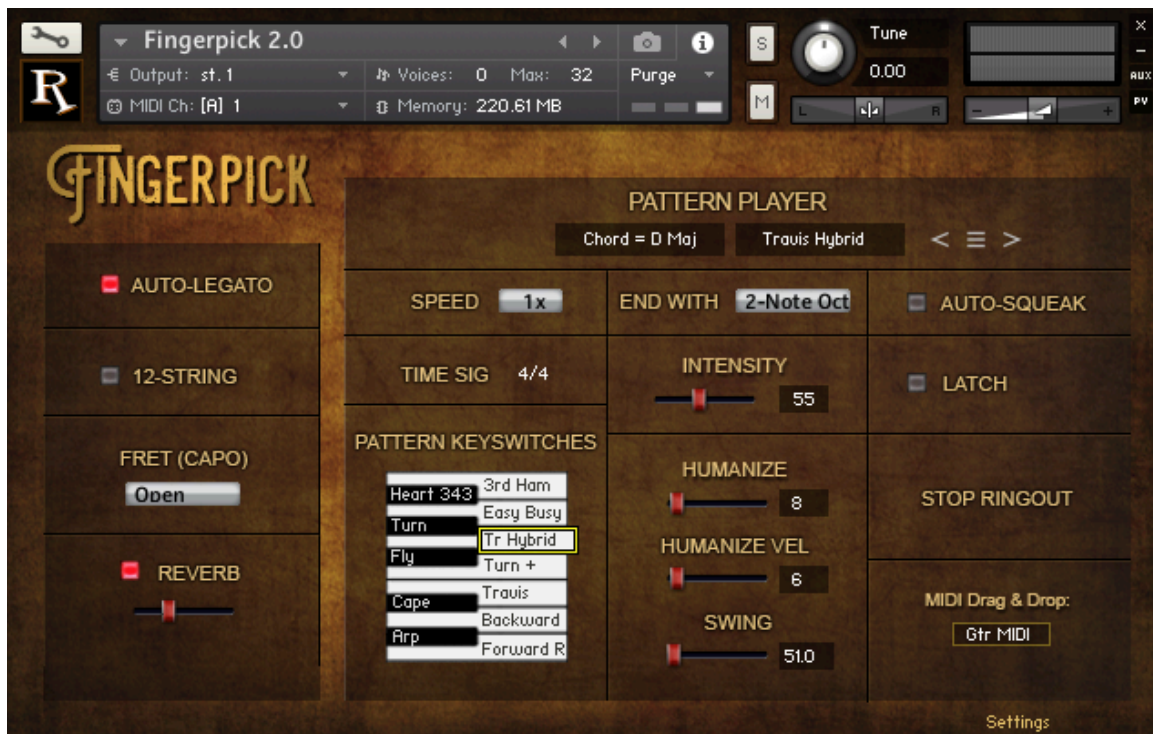 Fingerpick 2.0
Output: st.1
Voices: 0 Max: 32
Purge
MIDI Ch: [A] 1
Memory: 220.61 MB
S
M
Tune
0.00
L R
- +
X
-
AUX
PV
R
FINGERPICK
PATTERN PLAYER
Chord = D Maj Travis Hybrid < ≡ >
AUTO-LEGATO
12-STRING
FRET (CAPO)
Open
REVERB
SPEED 1x
TIME SIG 4/4
PATTERN KEYSWITCHES
3rd Ham
Heart 343
Easy Busy
Turn
Tr Hybrid
Fly
Turn +
Travis
Cape
Backward
Arp
Forward R
END WITH 2-Note Oct
INTENSITY
55
HUMANIZE
8
HUMANIZE VEL
6
SWING
51.0
AUTO-SQUEAK
LATCH
STOP RINGOUT
MIDI Drag & Drop:
Gtr MIDI
Settings